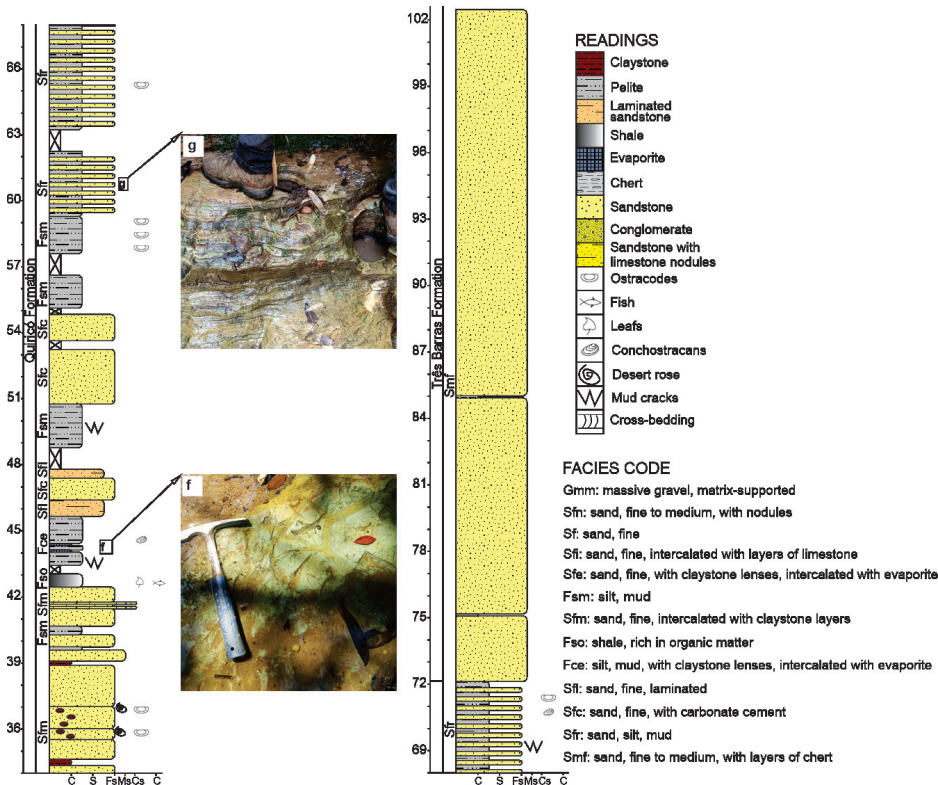 66
63
60
57
54
51
48
45
42
39
36
Quiricó Formation
Sfr
Sfr
Fsm
Fsm
Sfc
Sfc
Fsm
Sfl
Sfc
Sfl
Fce
Fso
Sfm
Fsm
Sfm
C S Fs Ms Cs C
g
g
f
f
102
99
96
93
90
87
84
81
78
75
72
69
Três Barras Formation
Smf
Sfr
C S Fs Ms Cs C
READINGS
Claystone
Pelite
Laminated
sandstone
Shale
Evaporite
Chert
Sandstone
Conglomerate
Sandstone with
limestone nodules
Ostracodes
Fish
Leafs
Conchostracans
Desert rose
Mud cracks
Cross-bedding
FACIES CODE
Gmm: massive gravel, matrix-supported
Sfn: sand, fine to medium, with nodules
Sf: sand, fine
Sfi: sand, fine, intercalated with layers of limestone
Sfe: sand, fine, with claystone lenses, intercalated with evaporite
Fsm: silt, mud
Sfm: sand, fine, intercalated with claystone layers
Fso: shale, rich in organic matter
Fce: silt, mud, with claystone lenses, intercalated with evaporite
Sfl: sand, fine, laminated
Sfc: sand, fine, with carbonate cement
Sfr: sand, silt, mud
Smf: sand, fine to medium, with layers of chert